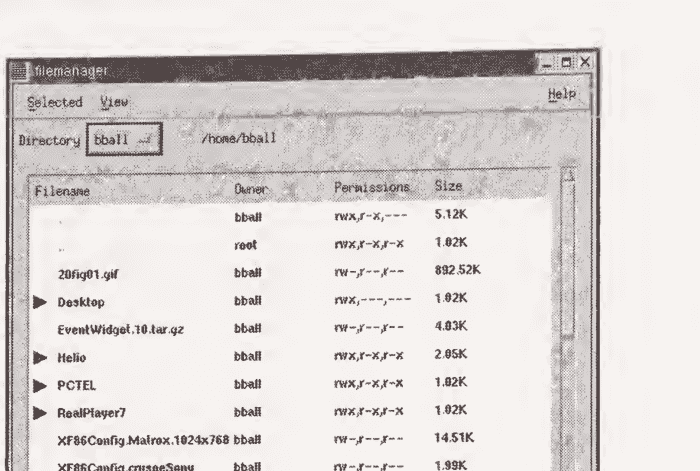 filemanager
Selected View Help
Directory bball /home/bball
Filename Owner Permissions Size
. bball rwx,r-x,--- 5.12K
.. root rwx,r-x,r-x 1.02K
20fig01.gif bball rw-,r--,r-- 892.52K
Desktop bball rwx,---,--- 1.02K
EventWidget.10.tar.gz bball rw-,r--,r-- 4.03K
Helio bball rwx,r-x,r-x 2.05K
PCTEL bball rwx,r-x,r-x 1.02K
RealPlayer7 bball rwx,r-x,r-x 1.02K
XF86Config.Matrox.1024x768 bball rw-,r--,r-- 14.51K
XF86Config.crusoeSony bball rw-,r--,r-- 1.99K